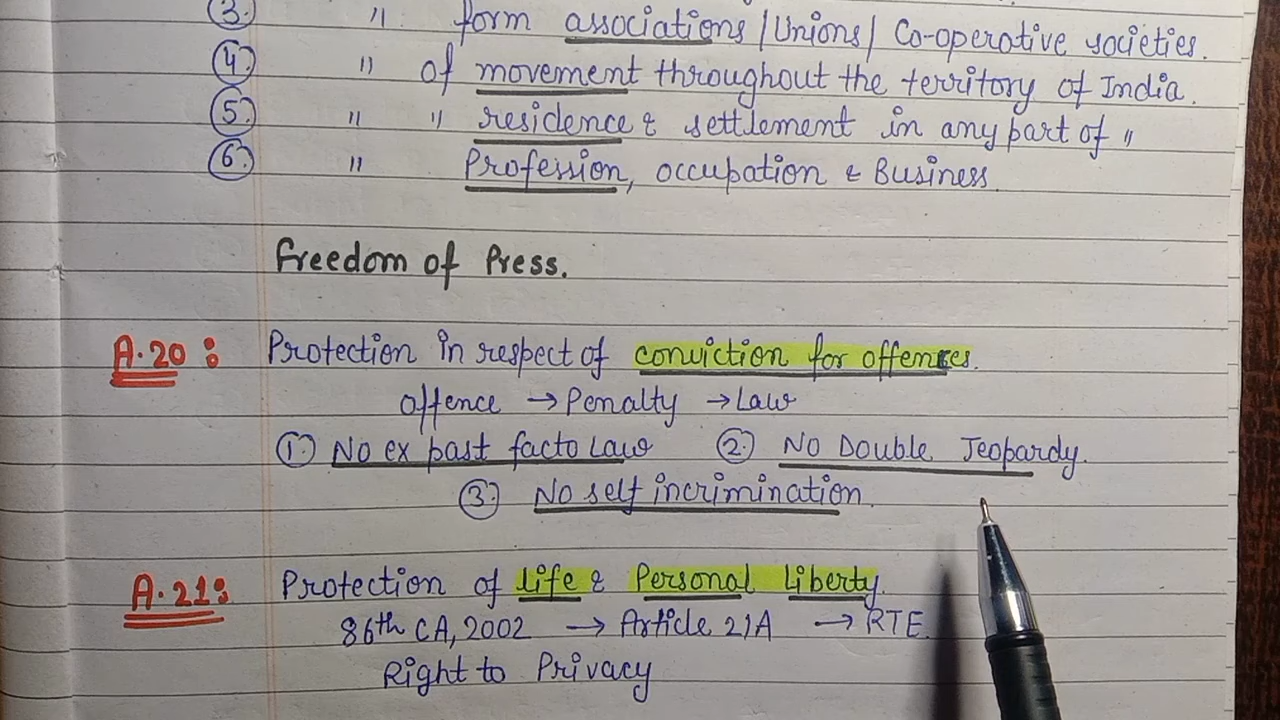 3. " form associations / Unions / Co-operative societies.
4. " of movement throughout the territory of India.
5. " " residence & settlement in any part of "
6. " Profession, occupation & Business
freedom of Press.
A.20: Protection in respect of conviction for offences.
offence → Penalty → Law
1. No ex past facto Law 2. No Double Jeopardy.
3. No self incrimination.
A.21: Protection of life & Personal liberty.
86th CA, 2002 → Article 21A → RTE.
Right to Privacy